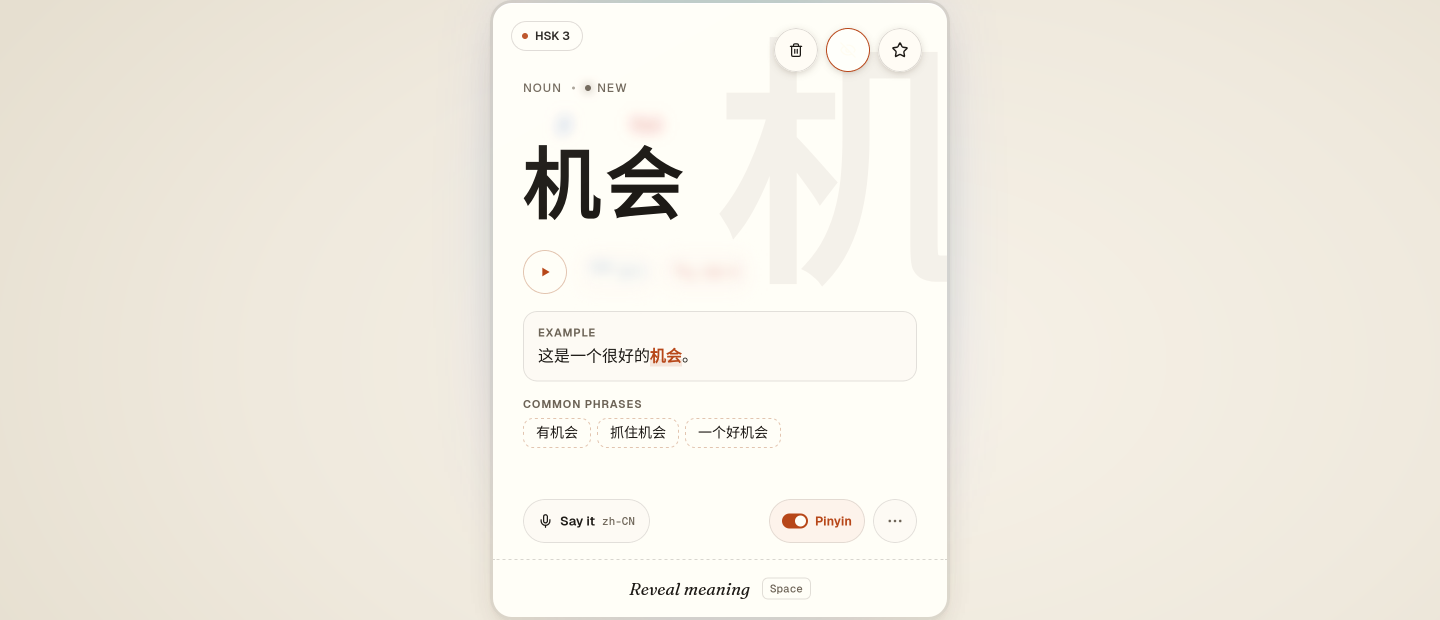 HSK 3
NOUN • NEW
机会
机
EXAMPLE
这是一个很好的机会。
COMMON PHRASES
有机会 抓住机会 一个好机会
Say it zh-CN
Pinyin
Reveal meaning Space